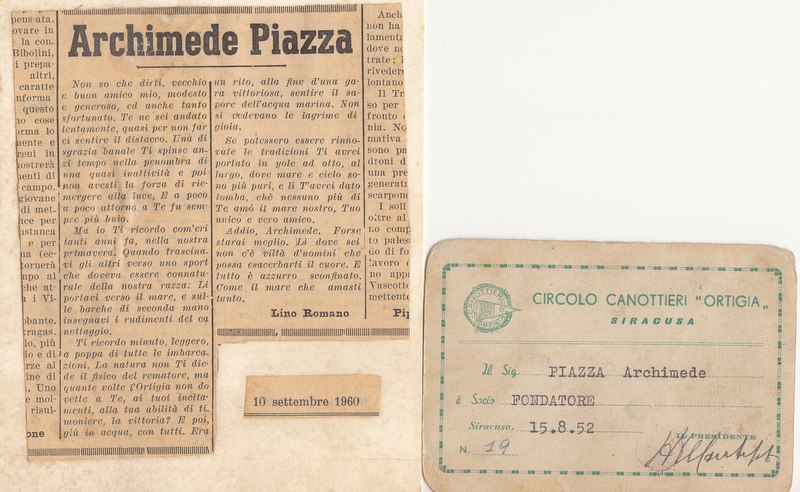 Archimede Piazza
Non so che dirti, vecchio
e buon amico mio, modesto
e generoso, ed anche tanto
sfortunato. Te ne sei andato
lentamente, quasi per non far
ci sentire il distacco. Una di
sgrazia banale Ti spinse an-
zi tempo nella penombra di
una quasi inattività e poi
non avesti la forza di rie-
mergere alla luce, E a poco
a poco attorno a Te fu sem-
pre più buio.
Ma io Ti ricordo com'eri
tanti anni fa, nella nostra
primavera. Quando trascina-
vi gli altri verso uno sport
che doveva essere connatu-
rale della nostra razza: Li
portavi verso il mare, e sul-
le barche di seconda mano
insegnavi i rudimenti del ca
nottaggio.
Ti ricordo minuto, leggero,
a poppa di tutte le imbarca-
zioni. La natura non Ti die-
de il fisico del rematore, ma
quante volte l'Ortigia non do
vette a Te, ai tuoi incita-
menti, alla tua abilità di ti-
moniere, la vittoria? E poi,
giù in acqua, con tutti. Era
un rito, alla fine d'una ga-
ra vittoriosa, sentire il sa-
pore dell'acqua marina. Non
si vedevano le lagrime di
gioia.
Se potessero essere rinno-
cate le tradizioni Ti avrei
portato in yole ad otto, al
largo, dove mare e cielo so-
no più puri, e lì T'avrei dato
tomba, chè nessuno più di
Te amò il mare nostro, Tuo
unico e vero amico.
Addio, Archimede. Forse
starai meglio. Lì dove sei
non c'è viltà d'uomini che
possa esacerbarti il cuore. E
tutto è azzurro sconfinato.
Come il mare che amasti
tanto.
Lino Romano
10 settembre 1960
CANOTTIERI
ORTIGIA
CIRCOLO CANOTTIERI "ORTIGIA"
SIRACUSA
Il Sig. PIAZZA Archimede
è Socio FONDATORE
Siracusa, 15.8.52
IL PRESIDENTE
N. 19